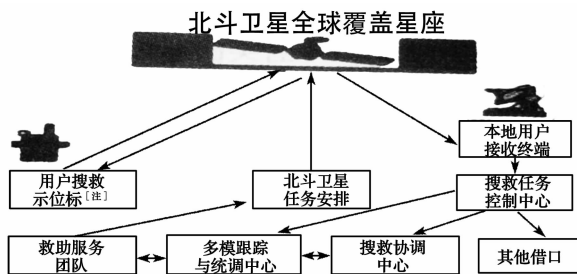 北斗卫星全球覆盖星座
本地用户
接收终端
用户搜救
示位标[注]
北斗卫星
任务安排
搜救任务
控制中心
救助服务
团队
多模跟踪
与统调中心
搜救协调
中心
其他借口